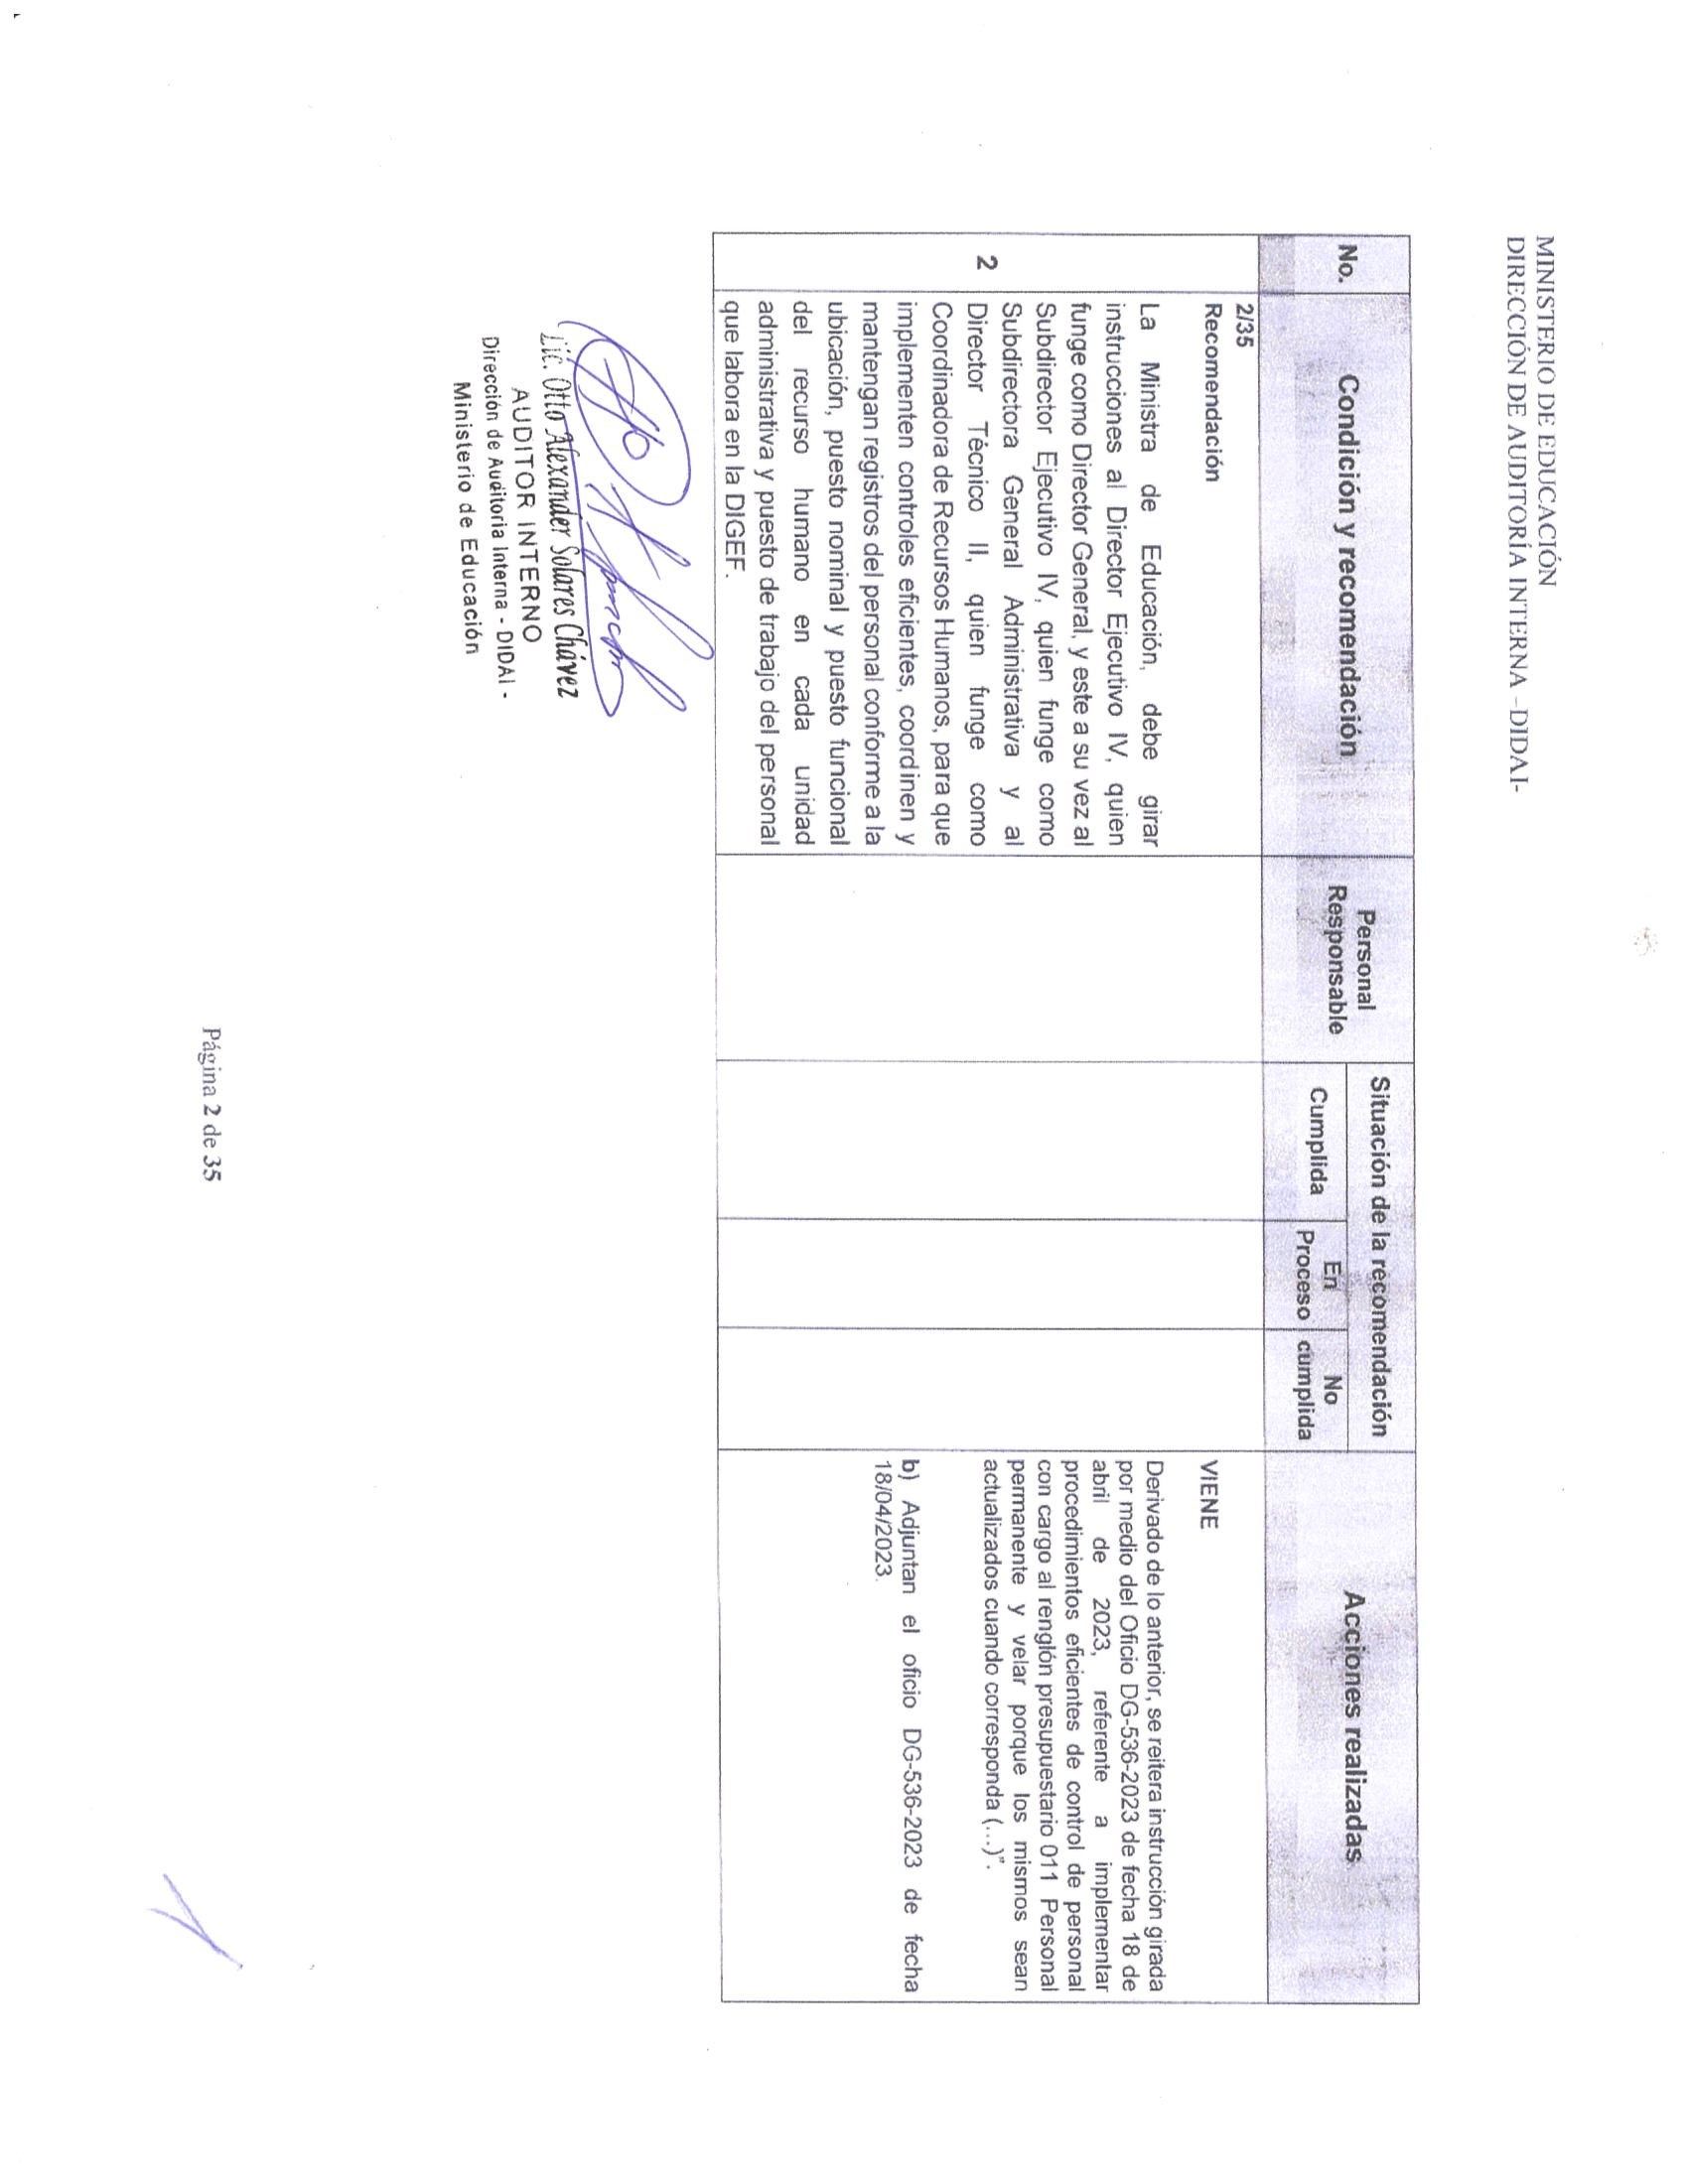 MINISTERIO DE EDUCACIÓN
DIRECCIÓN DE AUDITORÍA INTERNA –DIDAI-
No.
Condición y recomendación
Personal
Responsable
Situación de la recomendación
Cumplida
En
Proceso
No
cumplida
Acciones realizadas
2
2/35
Recomendación
La Ministra de Educación, debe girar
instrucciones al Director Ejecutivo IV, quien
funge como Director General, y este a su vez al
Subdirector Ejecutivo IV, quien funge como
Subdirectora General Administrativa y al
Director Técnico II, quien funge como
Coordinadora de Recursos Humanos, para que
implementen controles eficientes, coordinen y
mantengan registros del personal conforme a la
ubicación, puesto nominal y puesto funcional
del recurso humano en cada unidad
administrativa y puesto de trabajo del personal
que labora en la DIGEF.
VIENE
Derivado de lo anterior, se reitera instrucción girada
por medio del Oficio DG-536-2023 de fecha 18 de
abril de 2023, referente a implementar
procedimientos eficientes de control de personal
con cargo al renglón presupuestario 011 Personal
permanente y velar porque los mismos sean
actualizados cuando corresponda (...)".
b) Adjuntan el oficio DG-536-2023 de fecha
18/04/2023.
Lic. Otto Alexander Solares Chávez
AUDITOR INTERNO
Dirección de Auditoria Interna - DIDAI -
Ministerio de Educación
Página 2 de 35